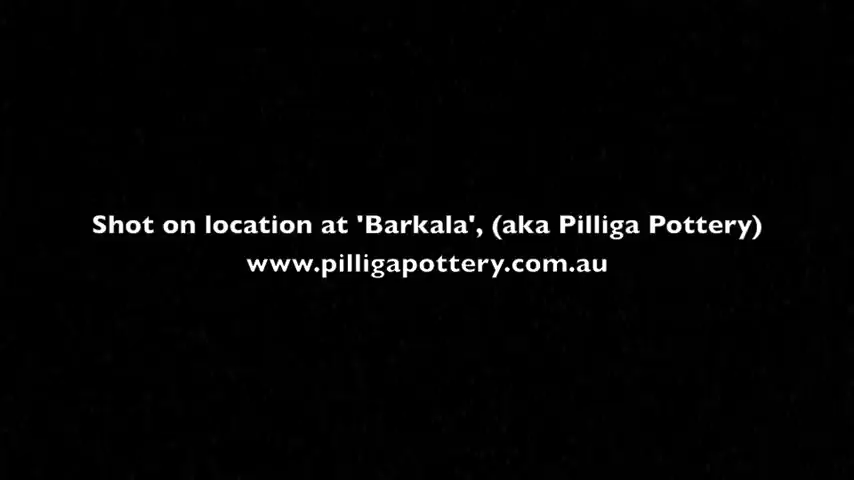 Shot on location at 'Barkala', (aka Pilliga Pottery)
www.pilligapottery.com.au